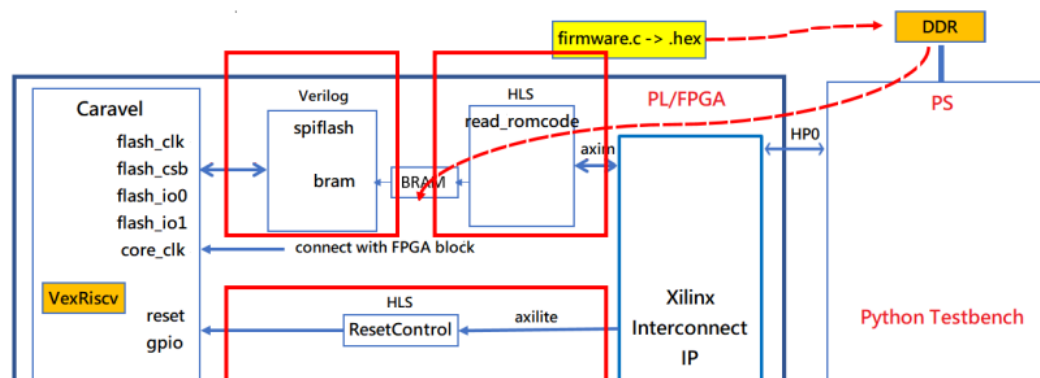 firmware.c -> .hex
DDR
Caravel
flash_clk
flash_csb
flash_io0
flash_io1
core_clk
VexRiscv
reset
gpio
Verilog
spiflash
bram
BRAM
HLS
read_romcode
axim
connect with FPGA block
HLS
ResetControl
axilite
PL/FPGA
Xilinx
Interconnect
IP
HP0
PS
Python Testbench